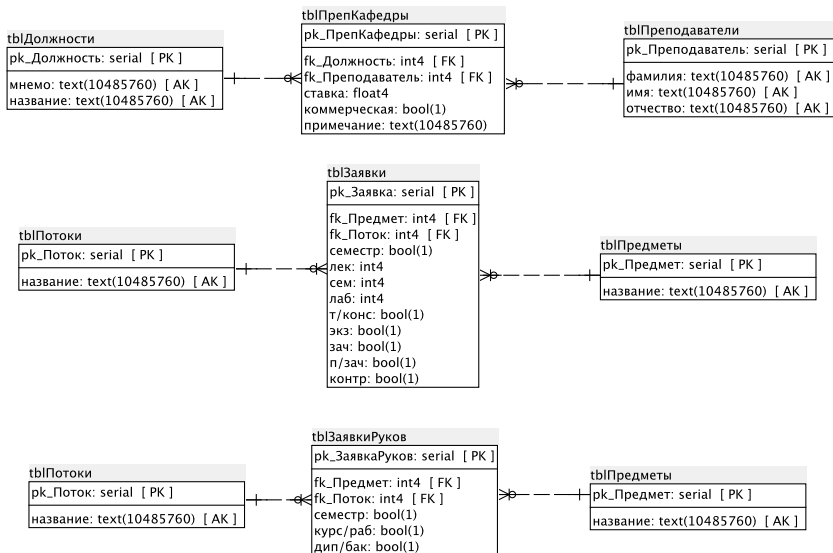 tblДолжности
pk_Должность: serial [ PK ]
мнемо: text(10485760) [ AK ]
название: text(10485760) [ AK ]
tblПрепКафедры
pk_ПрепКафедры: serial [ PK ]
fk_Должность: int4 [ FK ]
fk_Преподаватель: int4 [ FK ]
ставка: float4
коммерческая: bool(1)
примечание: text(10485760)
tblПреподаватели
pk_Преподаватель: serial [ PK ]
фамилия: text(10485760) [ AK ]
имя: text(10485760) [ AK ]
отчество: text(10485760) [ AK ]
tblПотоки
pk_Поток: serial [ PK ]
название: text(10485760) [ AK ]
tblЗаявки
pk_Заявка: serial [ PK ]
fk_Предмет: int4 [ FK ]
fk_Поток: int4 [ FK ]
семестр: bool(1)
лек: int4
сем: int4
лаб: int4
т/конс: bool(1)
экз: bool(1)
зач: bool(1)
п/зач: bool(1)
контр: bool(1)
tblПредметы
pk_Предмет: serial [ PK ]
название: text(10485760) [ AK ]
tblПотоки
pk_Поток: serial [ PK ]
название: text(10485760) [ AK ]
tblЗаявкиРуков
pk_ЗаявкаРуков: serial [ PK ]
fk_Предмет: int4 [ FK ]
fk_Поток: int4 [ FK ]
семестр: bool(1)
курс/раб: bool(1)
дип/бак: bool(1)
tblПредметы
pk_Предмет: serial [ PK ]
название: text(10485760) [ AK ]